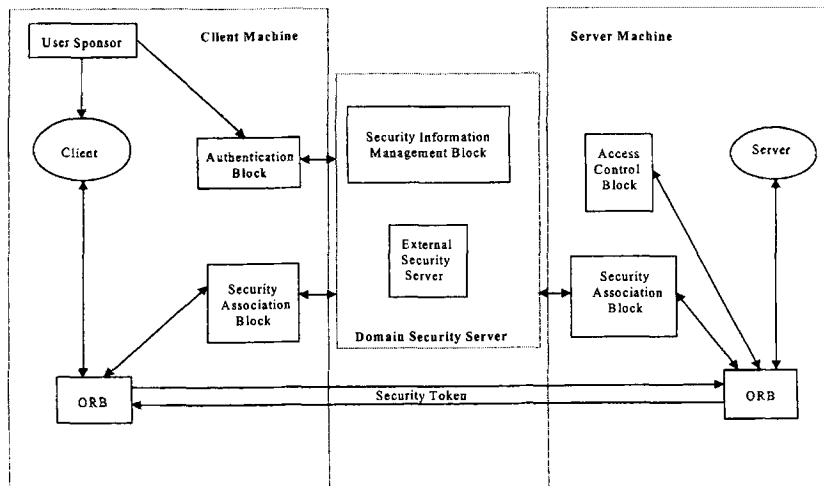 User Sponsor
Client Machine
Server Machine
Client
Authentication
Block
Security Information
Management Block
Access
Control
Block
Server
External
Security
Server
Security
Association
Block
Security
Association
Block
Domain Security Server
ORB
Security Token
ORB